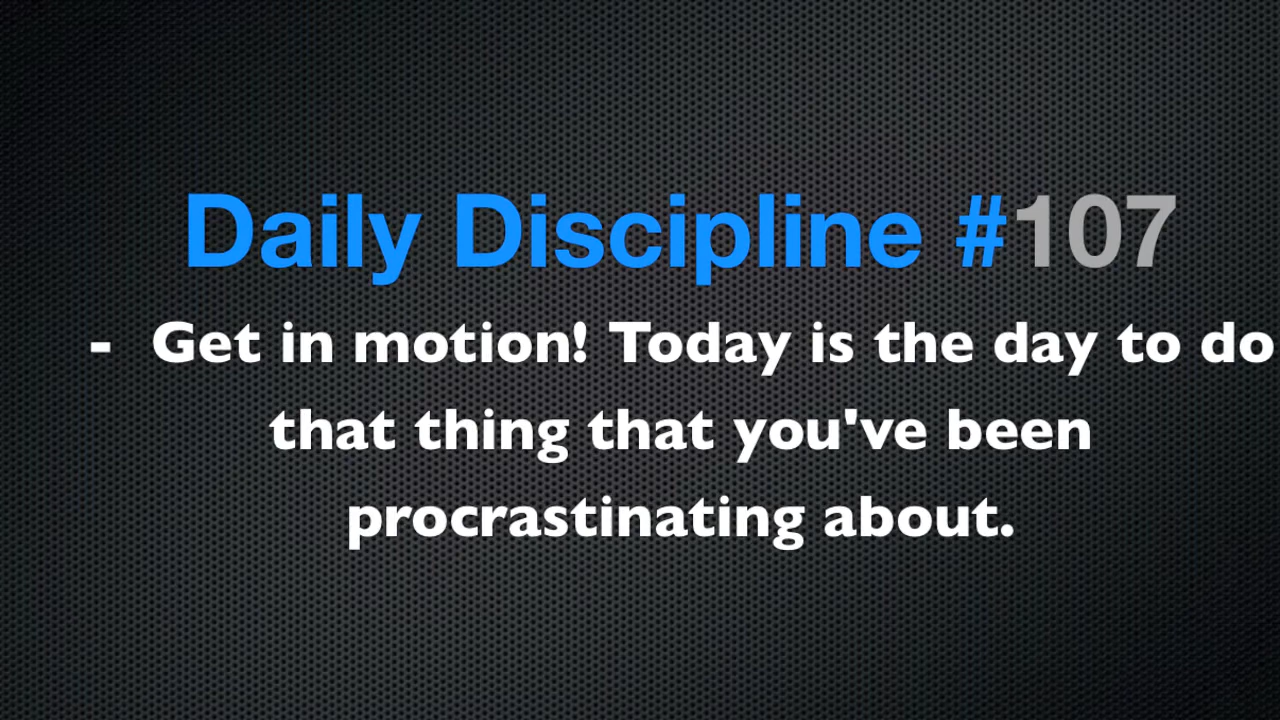 Daily Discipline #107
- Get in motion! Today is the day to do
that thing that you've been
procrastinating about.